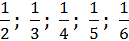 1/2 ; 1/3 ; 1/4 ; 1/5 ; 1/6